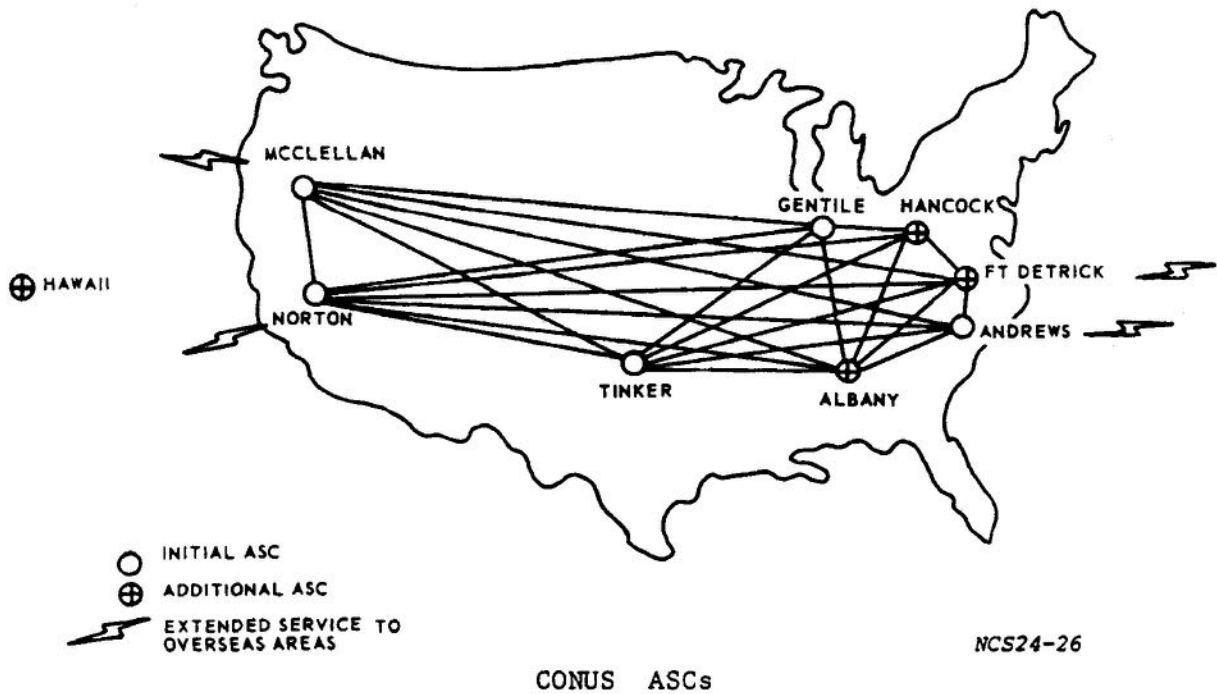 MCCLELLAN
GENTILE
HANCOCK
HAWAII
FT DETRICK
NORTON
ANDREWS
TINKER
ALBANY
INITIAL ASC
ADDITIONAL ASC
EXTENDED SERVICE TO
OVERSEAS AREAS
NCS24-26
CONUS ASCs